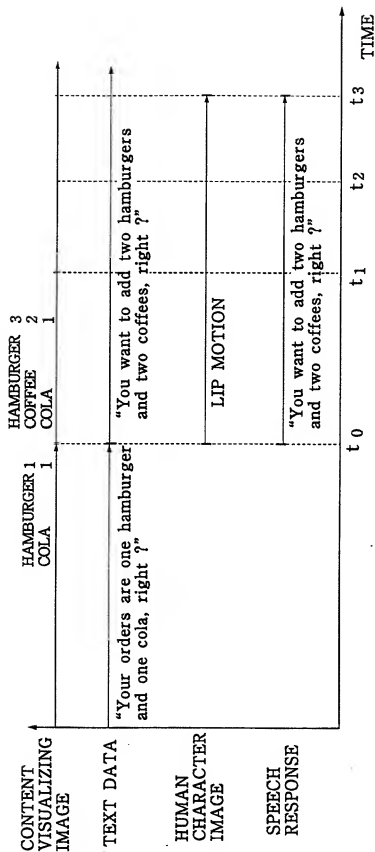 HAMBURGER 1
COLA 1
HAMBURGER 3
COFFEE 2
COLA 1
CONTENT
VISUALIZING
IMAGE
TEXT DATA
"Your orders are one hamburger
and one cola, right ?"
"You want to add two hamburgers
and two coffees, right ?"
HUMAN
CHARACTER
IMAGE
LIP MOTION
SPEECH
RESPONSE
"You want to add two hamburgers
and two coffees, right ?"
t0
t1
t2
t3
TIME